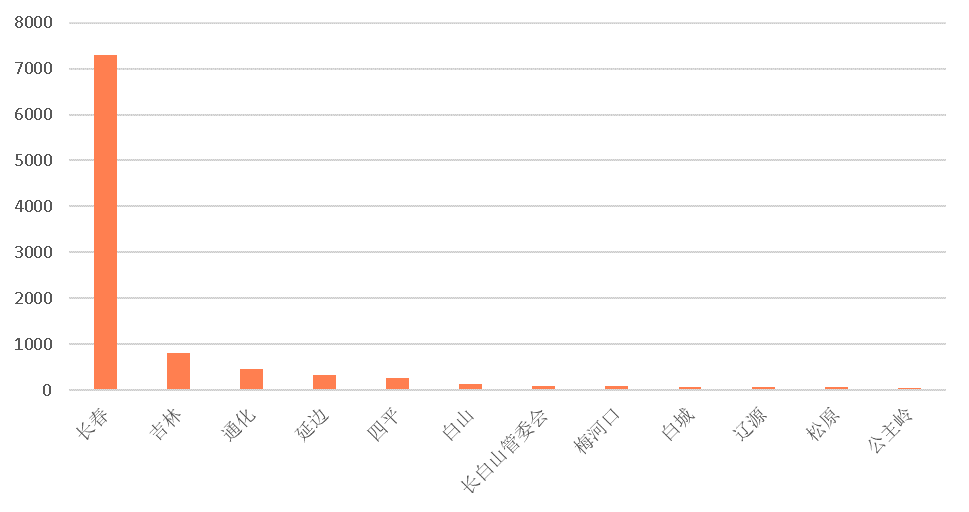 8000
7000
6000
5000
4000
3000
2000
1000
0
长春
吉林
通化
延边
四平
白山
长白山管委会
梅河口
白城
辽源
松原
公主岭